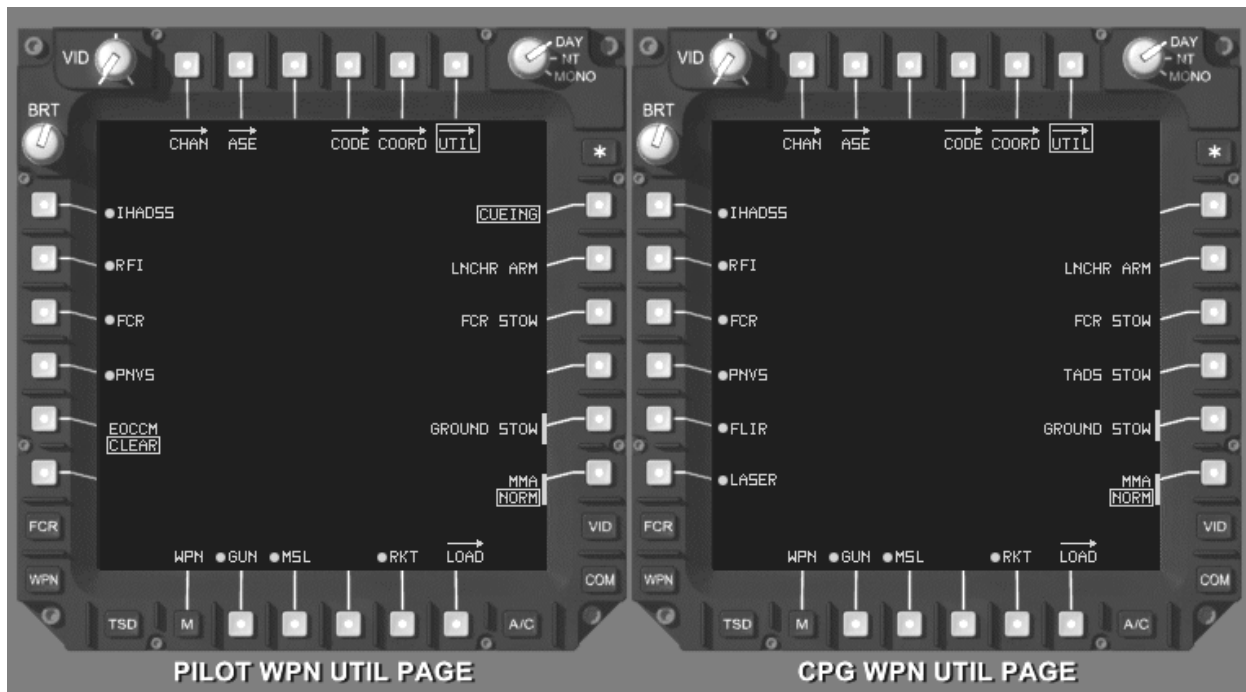 VID DAY VID DAY
NT NT
MONO MONO
BRT BRT
CHAN ASE CODE COORD UTIL CHAN ASE CODE COORD UTIL
* *
IHADSS CUEING IHADSS
RFI LNCHR ARM RFI LNCHR ARM
FCR FCR STOW FCR FCR STOW
PNVS PNVS TADS STOW
EOCCM GROUND STOW FLIR GROUND STOW
CLEAR
MMA LASER MMA
NORM NORM
FCR VID FCR VID
WPN GUN MSL RKT LOAD WPN GUN MSL RKT LOAD
WPN COM WPN COM
TSD M A/C TSD M A/C
PILOT WPN UTIL PAGE CPG WPN UTIL PAGE